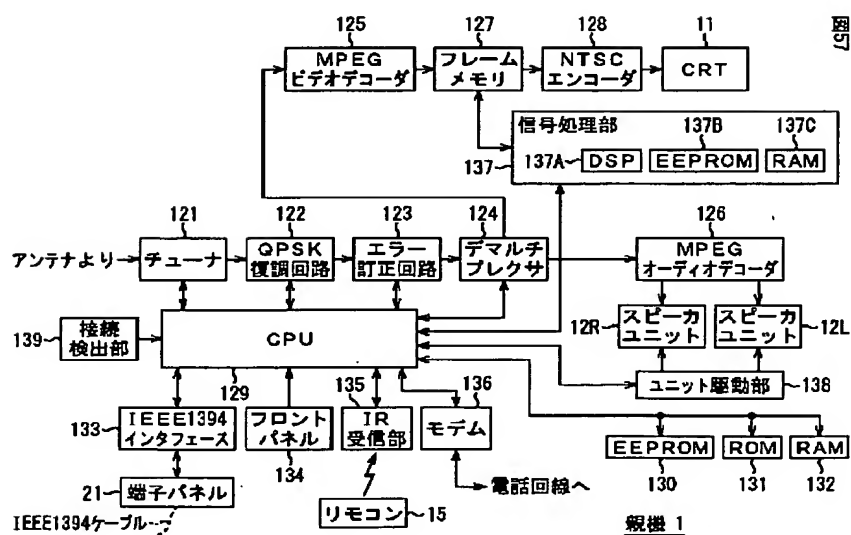 図57
125
127
128
11
MPEG
ビデオデコーダ
フレーム
メモリ
NTSC
エンコーダ
CRT
信号処理部
137B
137C
137A
DSP
EEPROM
RAM
137
121
122
123
124
126
アンテナより
チューナ
QPSK
復調回路
エラー
訂正回路
デマルチ
プレクサ
MPEG
オーディオデコーダ
139
接続
検出部
CPU
12R
スピーカ
ユニット
スピーカ
ユニット
12L
129
135
136
ユニット駆動部
138
133
IEEE1394
インタフェース
フロント
パネル
134
IR
受信部
モデム
EEPROM
ROM
RAM
130
131
132
21
端子パネル
電話回線へ
リモコン
15
IEEE1394ケーブル
親機 1